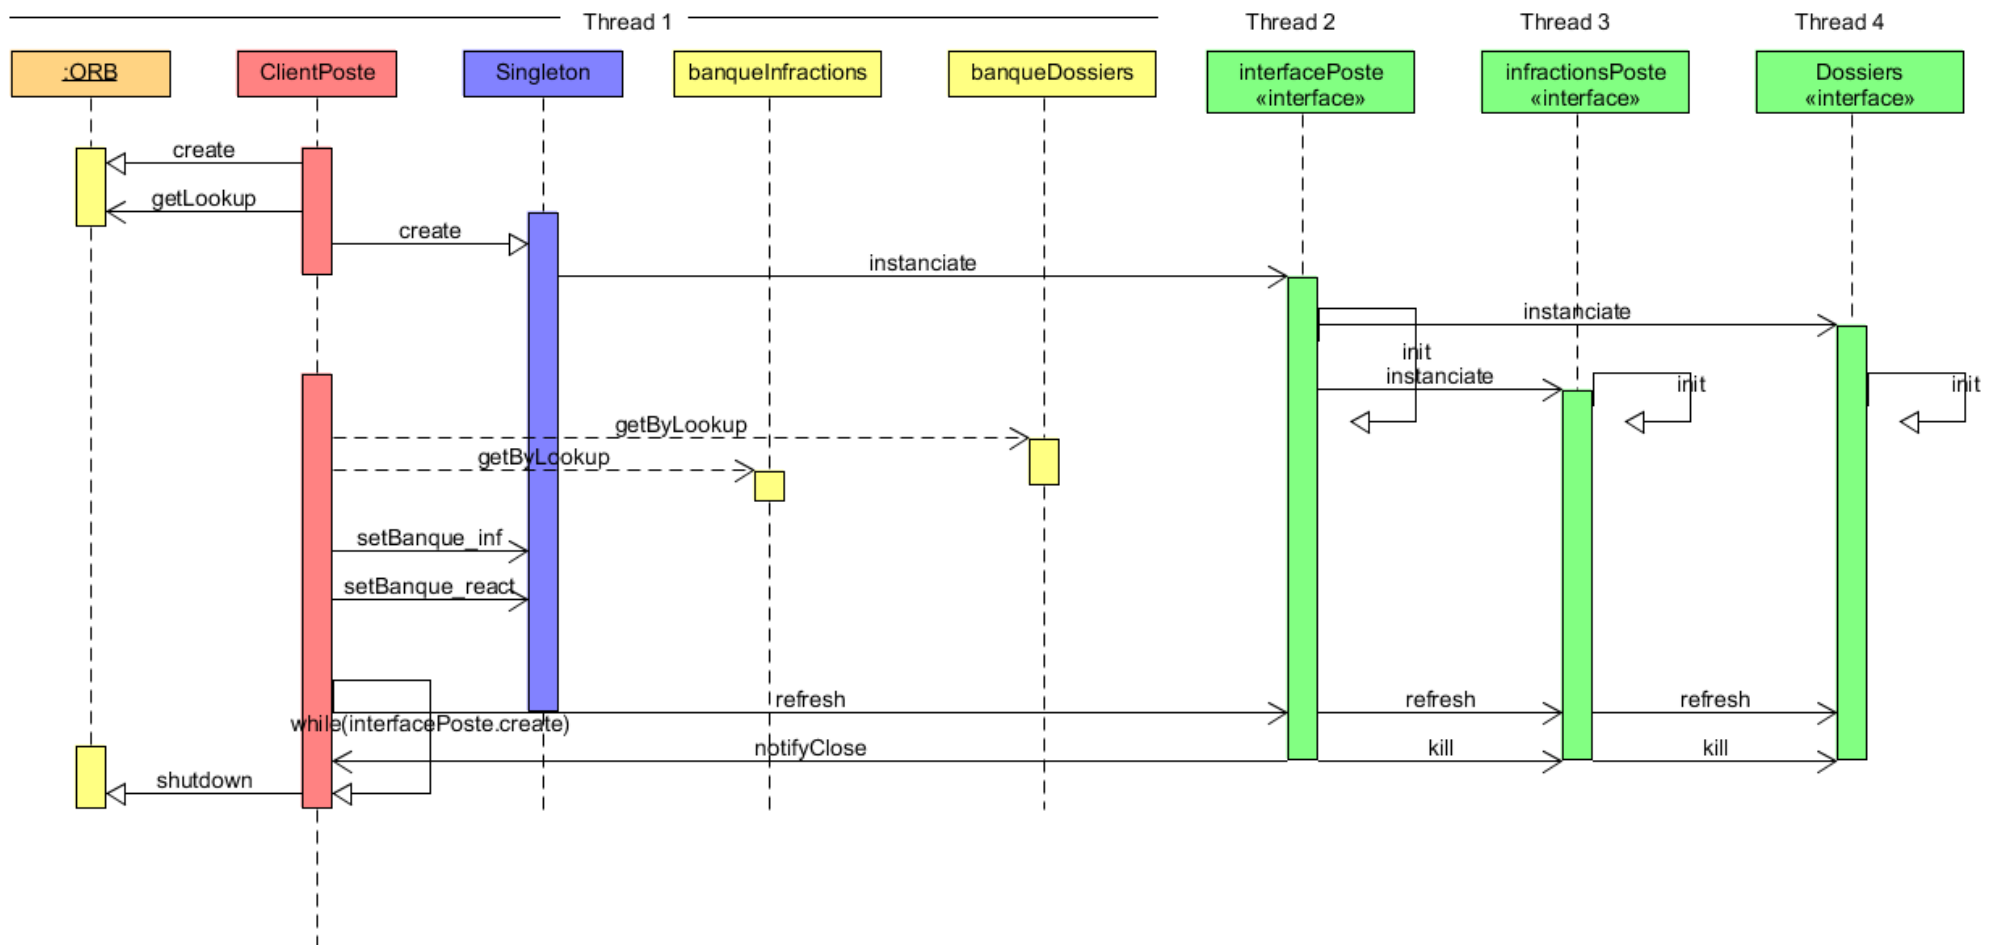 Thread 1
Thread 2
Thread 3
Thread 4
:ORB
ClientPoste
Singleton
banqueInfractions
banqueDossiers
interfacePoste
«interface»
infractionsPoste
«interface»
Dossiers
«interface»
create
getLookup
create
instanciate
instanciate
init
instanciate
init
init
getByLookup
getByLookup
setBanque_inf
setBanque_react
refresh
refresh
refresh
while(interfacePoste.create)
notifyClose
kill
kill
shutdown